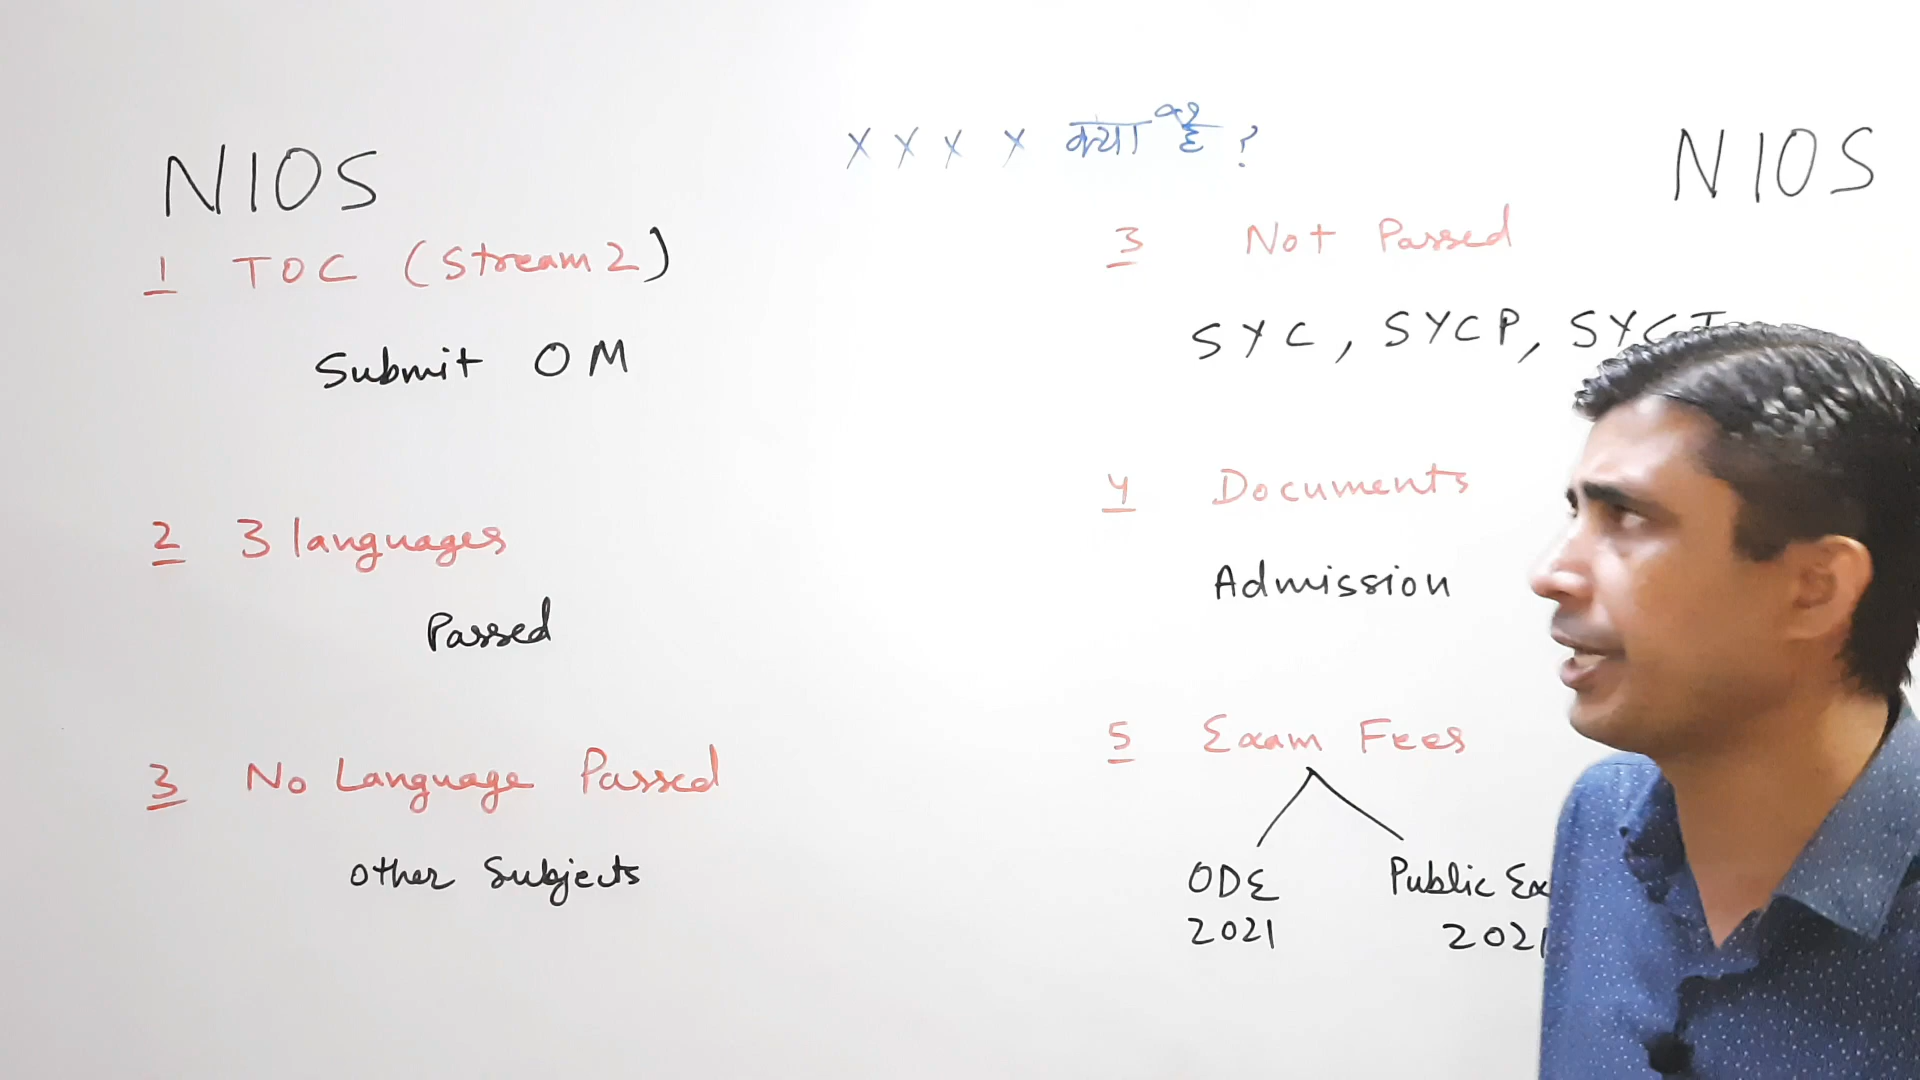 X X X X क्या है ?
NIOS
1 TOC (Stream 2)
Submit OM
2 3 languages
Passed
3 No Language Passed
other Subjects
NIOS
3 Not Passed
SYC, SYCP,
4 Documents
Admission
5 Exam Fees
ODE
2021
Public
2021